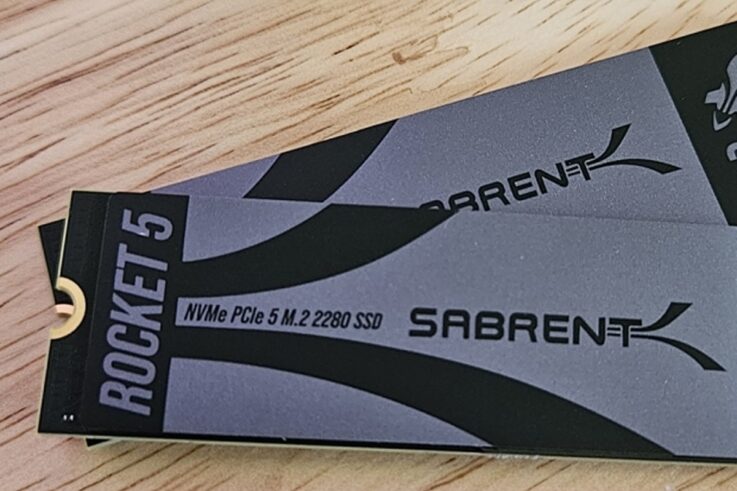 SABRENT
ROCKET 5
NVMe PCIe 5 M.2 2280 SSD
SABRENT